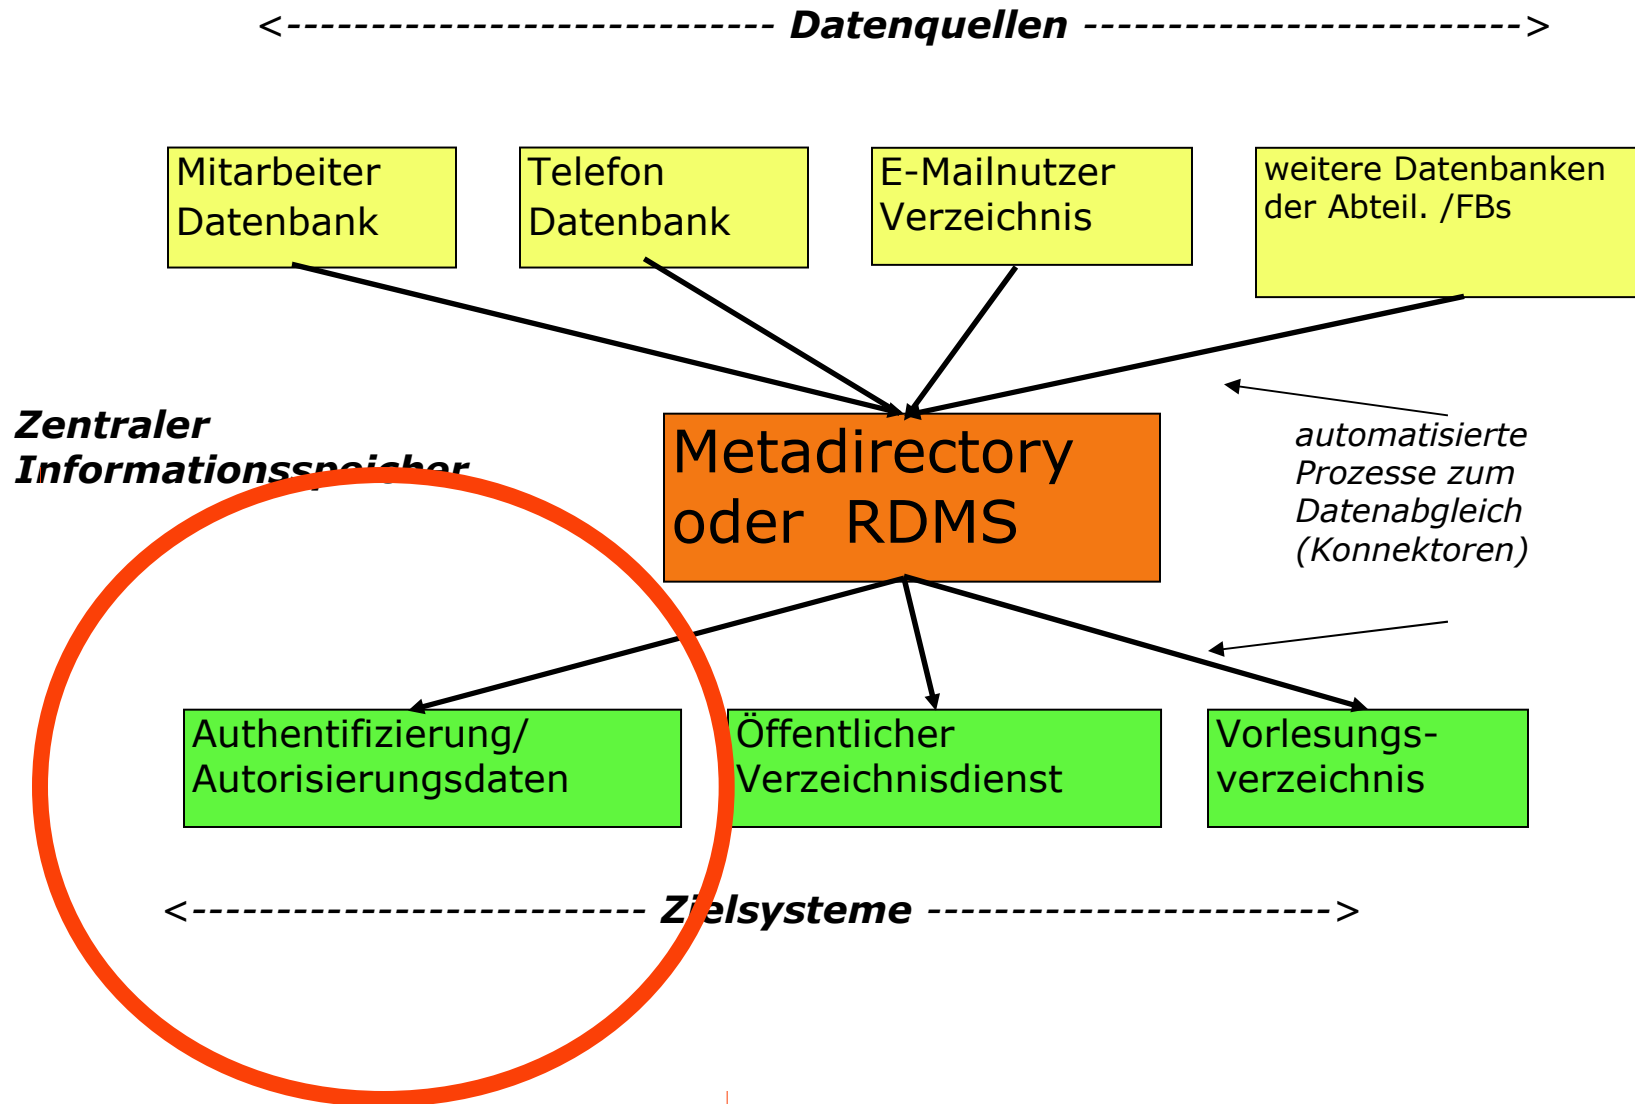 <--------------------------- Datenquellen ------------------------>
Mitarbeiter
Datenbank
Telefon
Datenbank
E-Mailnutzer
Verzeichnis
weitere Datenbanken
der Abteil. /FBs
Zentraler
Informationsspeicher
Metadirectory
oder RDMS
automatisierte
Prozesse zum
Datenabgleich
(Konnektoren)
Authentifizierung/
Autorisierungsdaten
Öffentlicher
Verzeichnisdienst
Vorlesungs-
verzeichnis
<------------------------- Zielsysteme ---------------------->